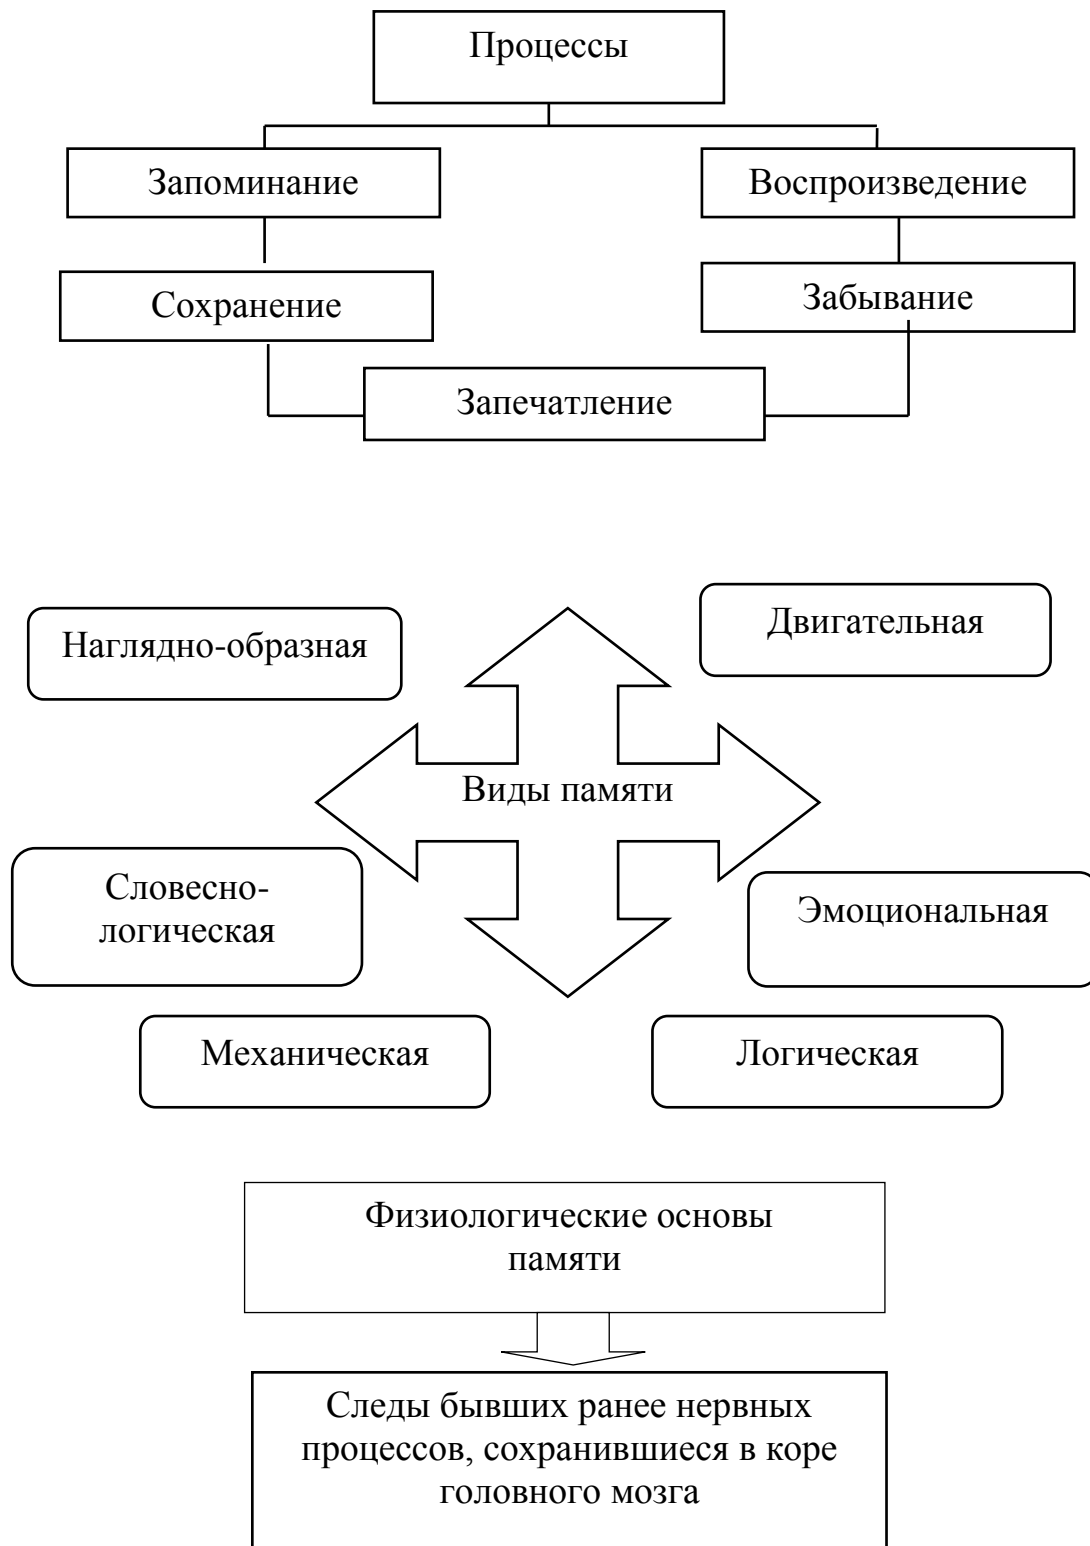 Процессы
Запоминание
Воспроизведение
Сохранение
Забывание
Запечатление
Наглядно-образная
Двигательная
Виды памяти
Словесно-
логическая
Эмоциональная
Механическая
Логическая
Физиологические основы
памяти
Следы бывших ранее нервных
процессов, сохранившиеся в коре
головного мозга